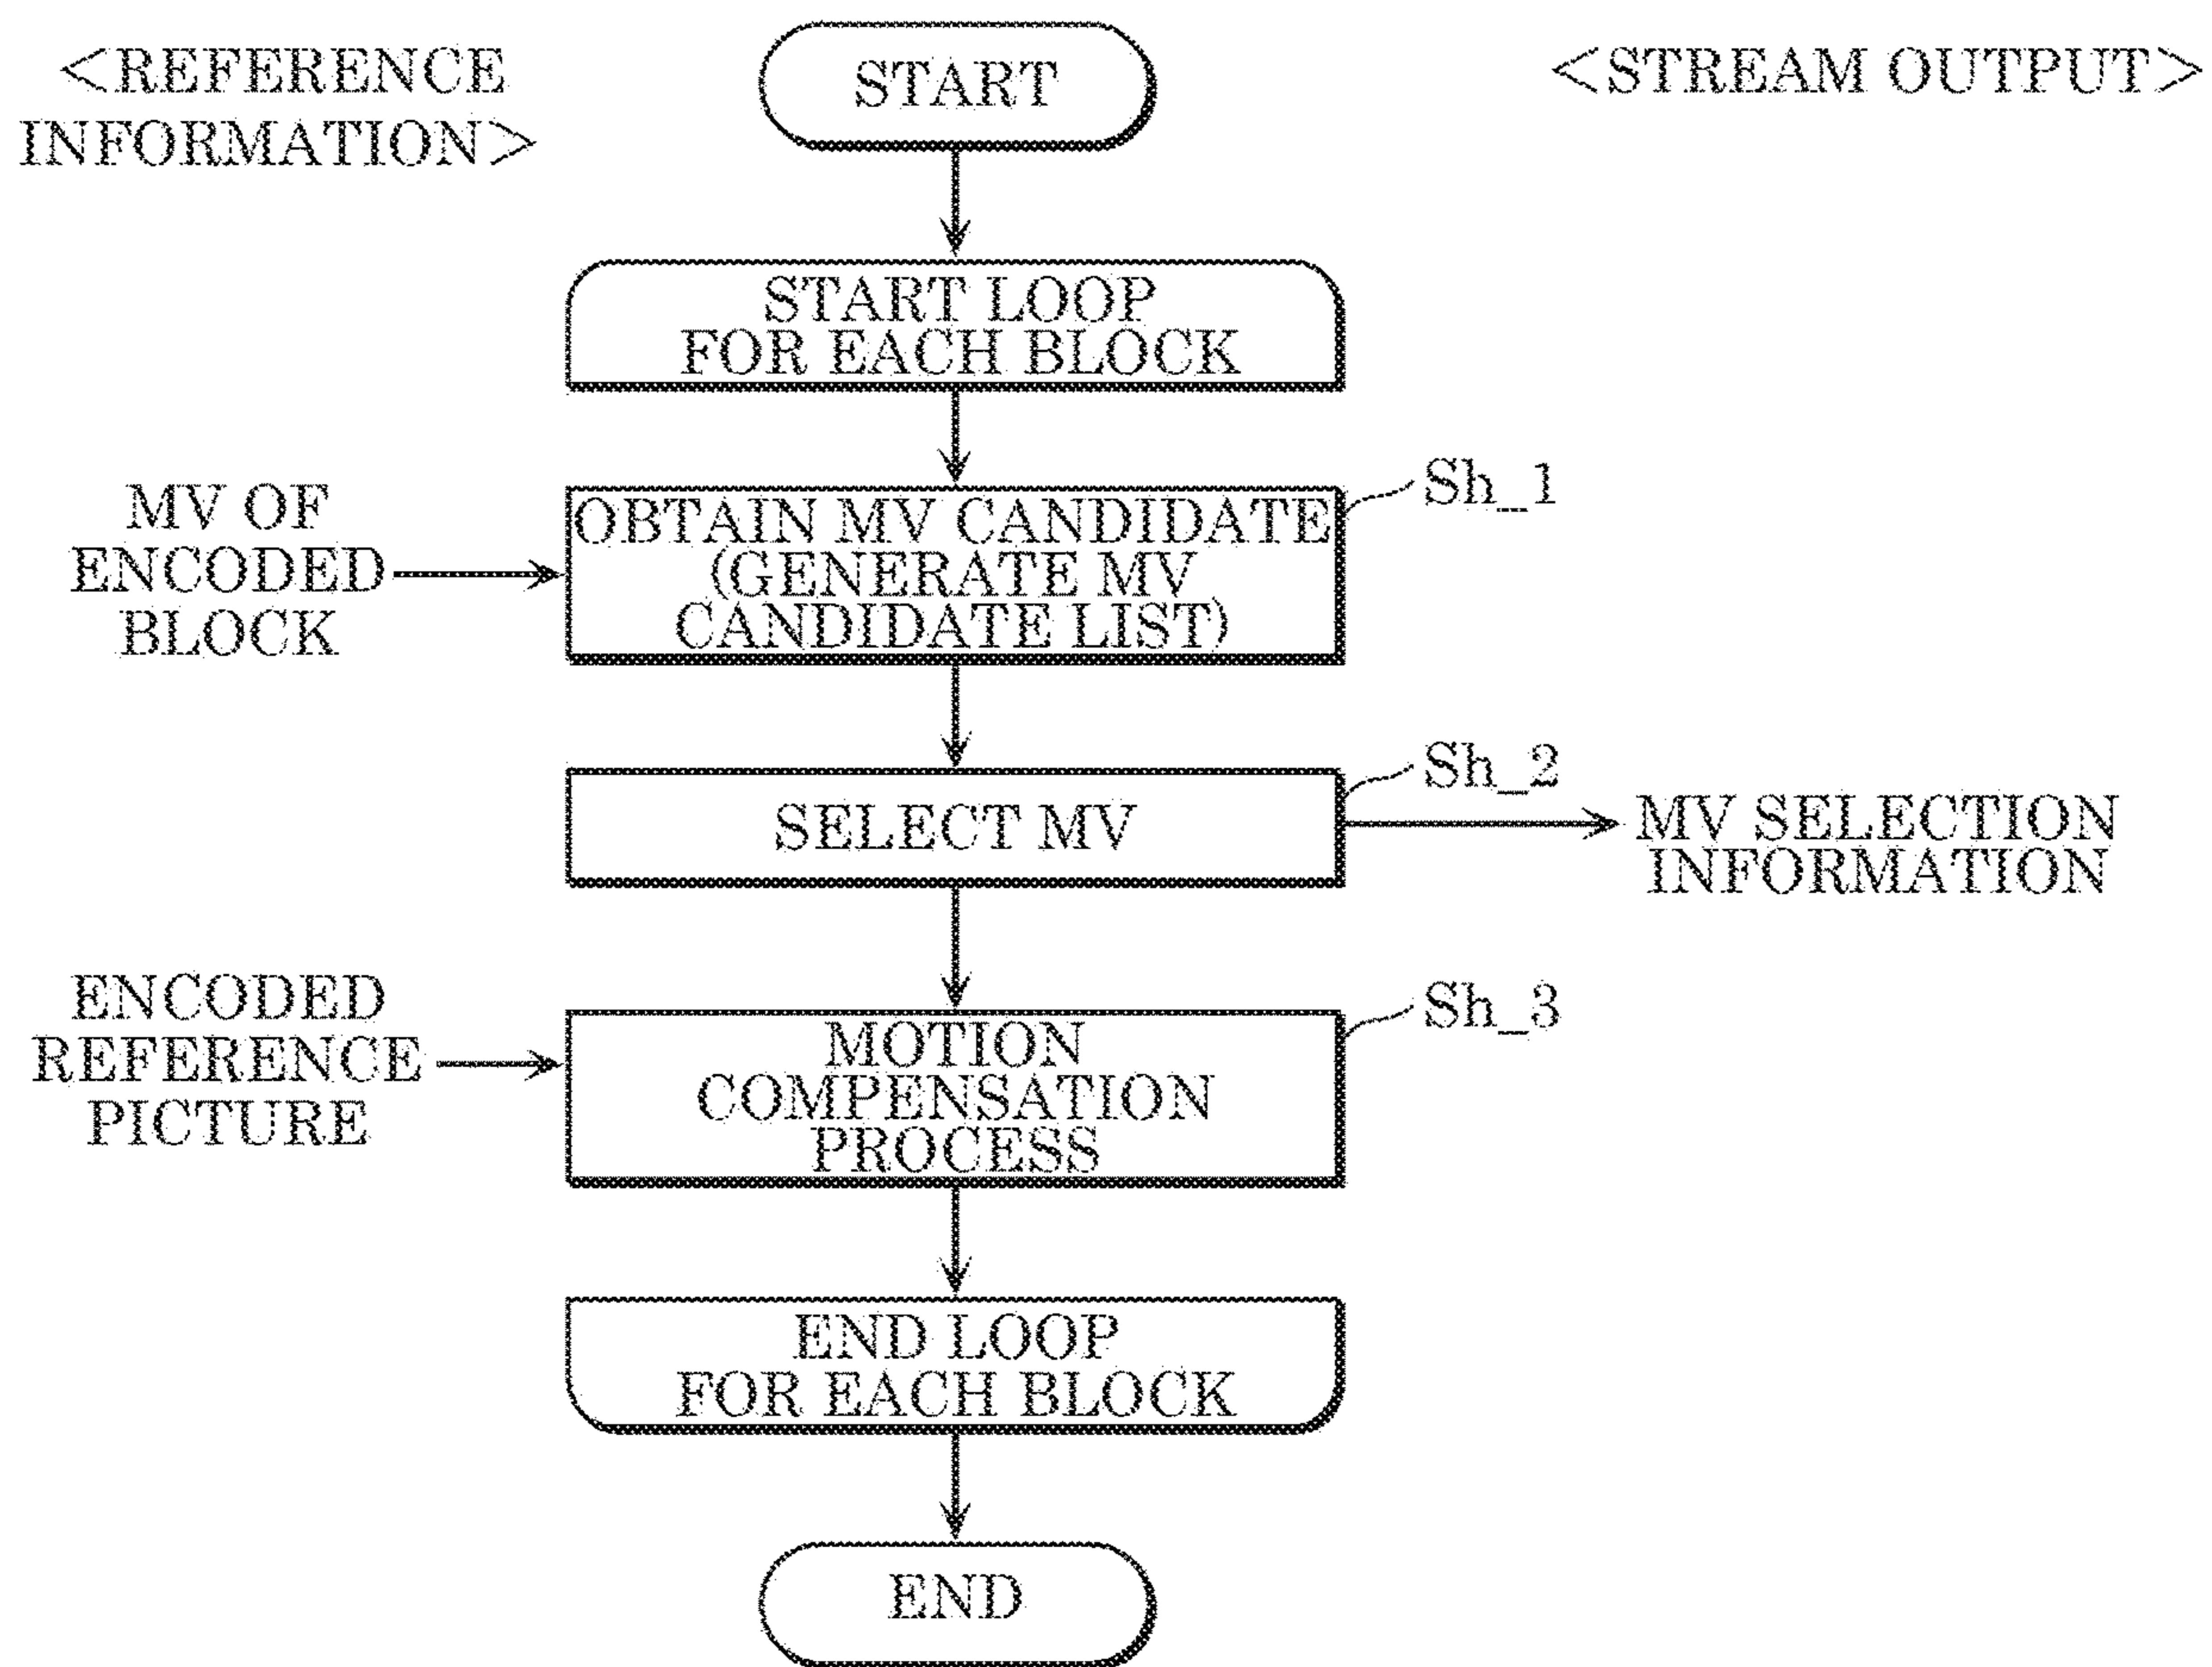 <REFERENCE
INFORMATION>
START
<STREAM OUTPUT>
START LOOP
FOR EACH BLOCK
MV OF
ENCODED
BLOCK
OBTAIN MV CANDIDATE
(GENERATE MV
CANDIDATE LIST)
Sh_1
SELECT MV
Sh_2
MV SELECTION
INFORMATION
ENCODED
REFERENCE
PICTURE
MOTION
COMPENSATION
PROCESS
Sh_3
END LOOP
FOR EACH BLOCK
END